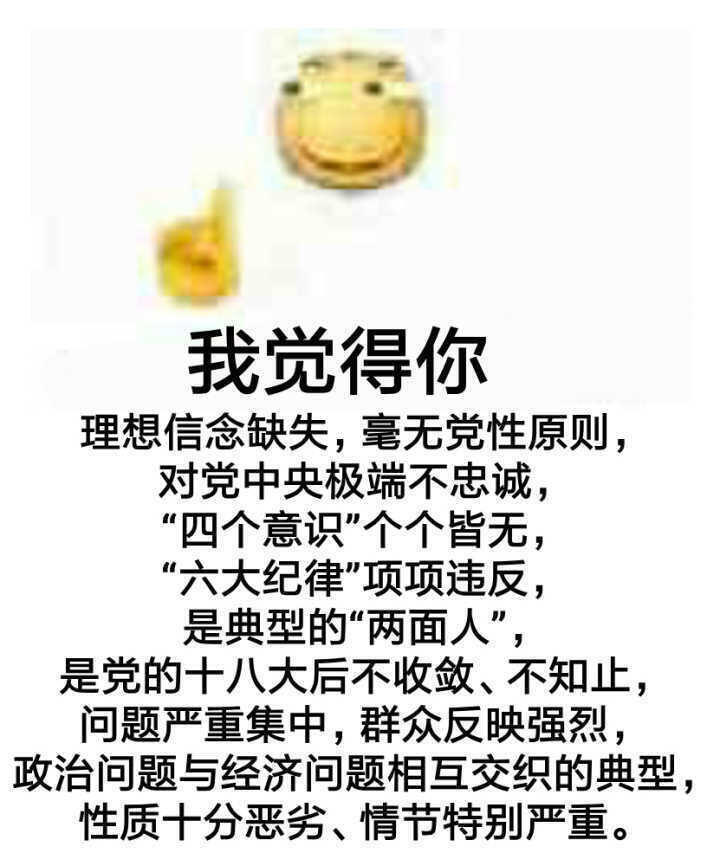 我觉得你
理想信念缺失，毫无党性原则，
对党中央极端不忠诚，
“四个意识”个个皆无，
“六大纪律”项项违反，
是典型的“两面人”，
是党的十八大后不收敛、不知止，
问题严重集中，群众反映强烈，
政治问题与经济问题相互交织的典型，
性质十分恶劣、情节特别严重。